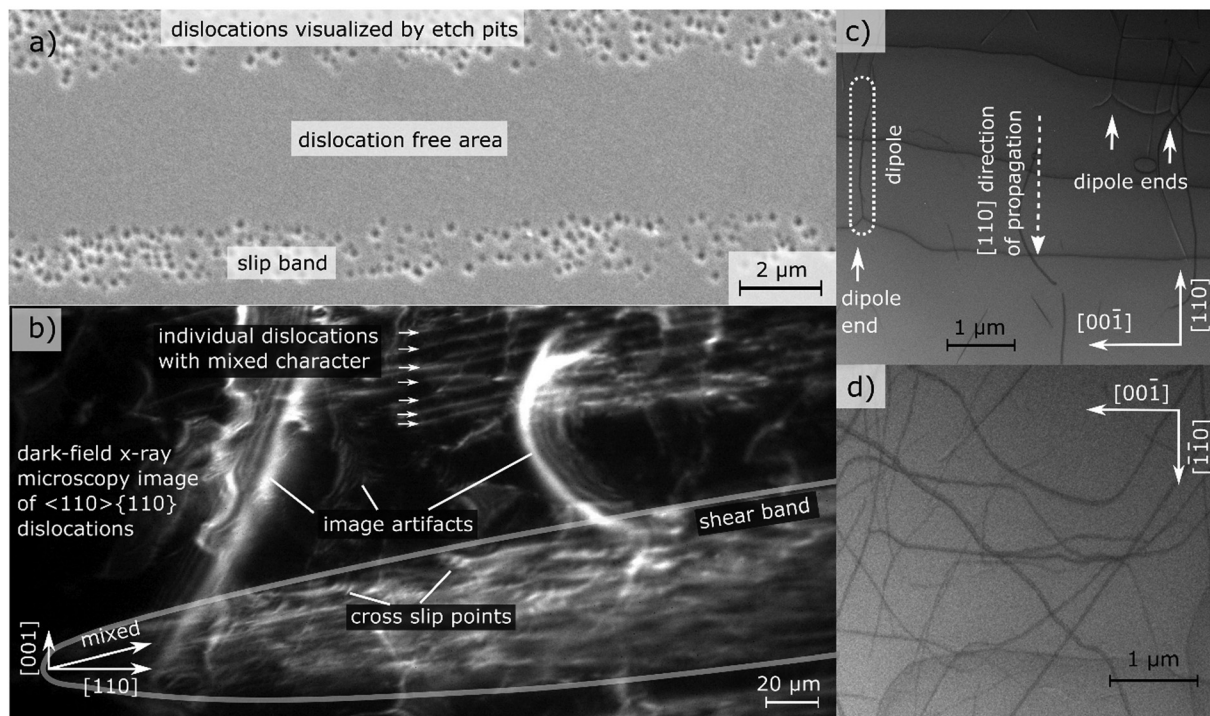 a)
dislocations visualized by etch pits
dislocation free area
slip band
2 μm
b)
individual dislocations
with mixed character
dark-field x-ray
microscopy image
of <110>{110}
dislocations
image artifacts
shear band
cross slip points
[001]
mixed
[110]
20 μm
c)
dipole
[110] direction
of propagation
dipole ends
dipole
end
1 μm
[001̄]
[110]
d)
[001̄]
[11̄0]
1 μm